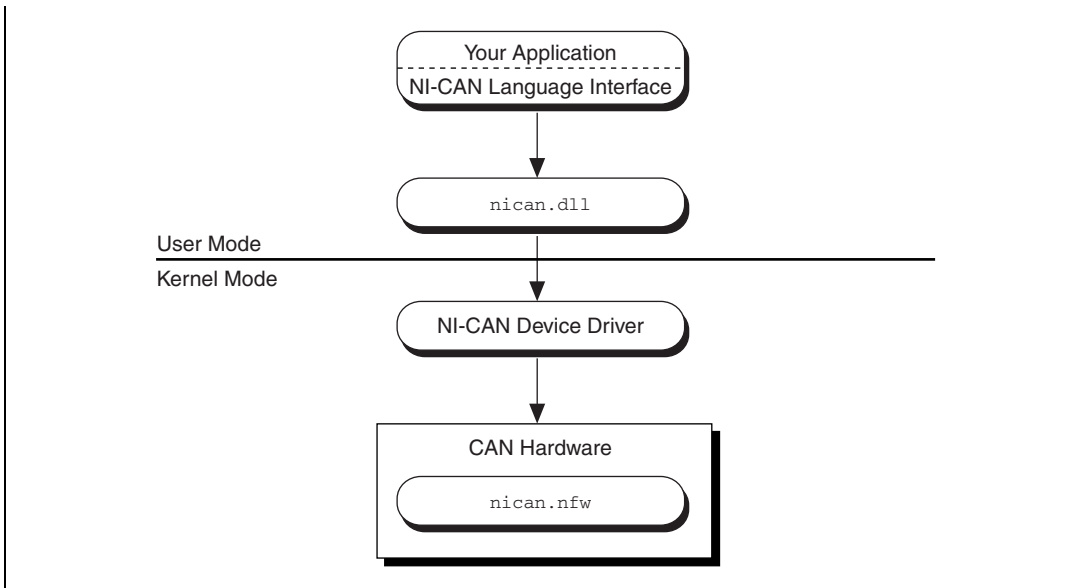 Your Application
NI-CAN Language Interface
nican.dll
User Mode
Kernel Mode
NI-CAN Device Driver
CAN Hardware
nican.nfw